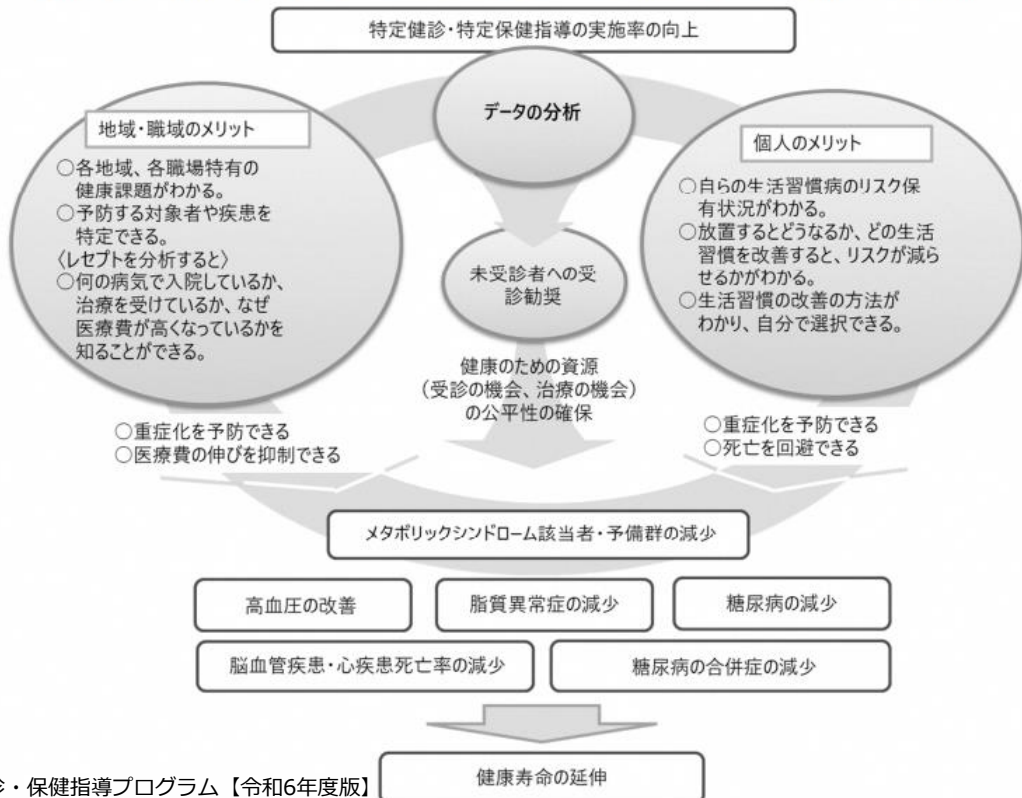 特定健診・特定保健指導の実施率の向上
データの分析
地域・職域のメリット
○各地域、各職場特有の
健康課題がわかる。
○予防する対象者や疾患を
特定できる。
〈レセプトを分析すると〉
○何の病気で入院しているか、
治療を受けているか、なぜ
医療費が高くなっているかを
知ることができる。
個人のメリット
○自らの生活習慣病のリスク保
有状況がわかる。
○放置するとどうなるか、どの生活
習慣を改善すると、リスクが減ら
せるかがわかる。
○生活習慣の改善の方法が
わかり、自分で選択できる。
未受診者への受
診勧奨
健康のための資源
(受診の機会、治療の機会)
の公平性の確保
○重症化を予防できる
○医療費の伸びを抑制できる
○重症化を予防できる
○死亡を回避できる
メタボリックシンドローム該当者・予備群の減少
高血圧の改善
脂質異常症の減少
糖尿病の減少
脳血管疾患・心疾患死亡率の減少
糖尿病の合併症の減少
健康寿命の延伸
・保健指導プログラム【令和6年度版】